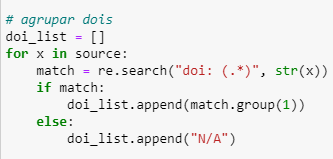 # agrupar dois
doi_list = []
for x in source:
    match = re.search("doi: (.*)", str(x))
    if match:
        doi_list.append(match.group(1))
    else:
        doi_list.append("N/A")